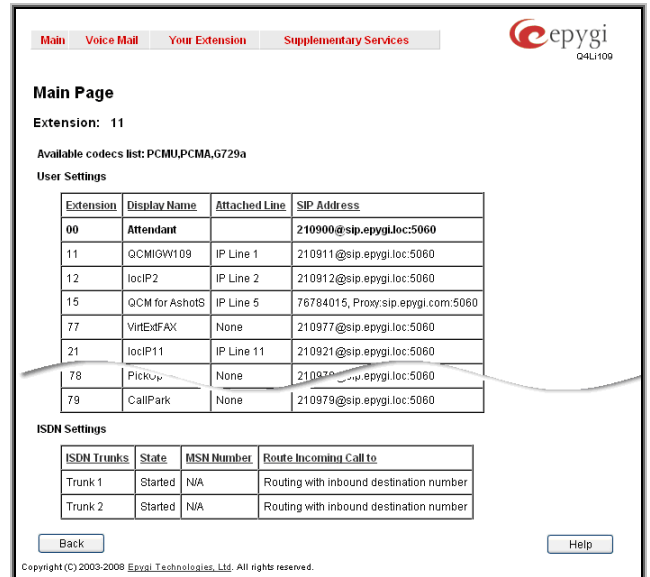 Main Voice Mail Your Extension Supplementary Services
epygi
Q4Li109
Main Page
Extension: 11
Available codecs list: PCMU,PCMA,G729a
User Settings
Extension Display Name Attached Line SIP Address
00 Attendant 210900@sip.epygi.loc:5060
11 QCMIGW109 IP Line 1 210911@sip.epygi.loc:5060
12 locIP2 IP Line 2 210912@sip.epygi.loc:5060
15 QCM for AshotS IP Line 5 76784015, Proxy:sip.epygi.com:5060
77 VirtExtFAX None 210977@sip.epygi.loc:5060
21 locIP11 IP Line 11 210921@sip.epygi.loc:5060
78 PickUp None
79 CallPark None 210979@sip.epygi.loc:5060
ISDN Settings
ISDN Trunks State MSN Number Route Incoming Call to
Trunk 1 Started N/A Routing with inbound destination number
Trunk 2 Started N/A Routing with inbound destination number
Back Help
Copyright (C) 2003-2008 Epygi Technologies, Ltd. All rights reserved.